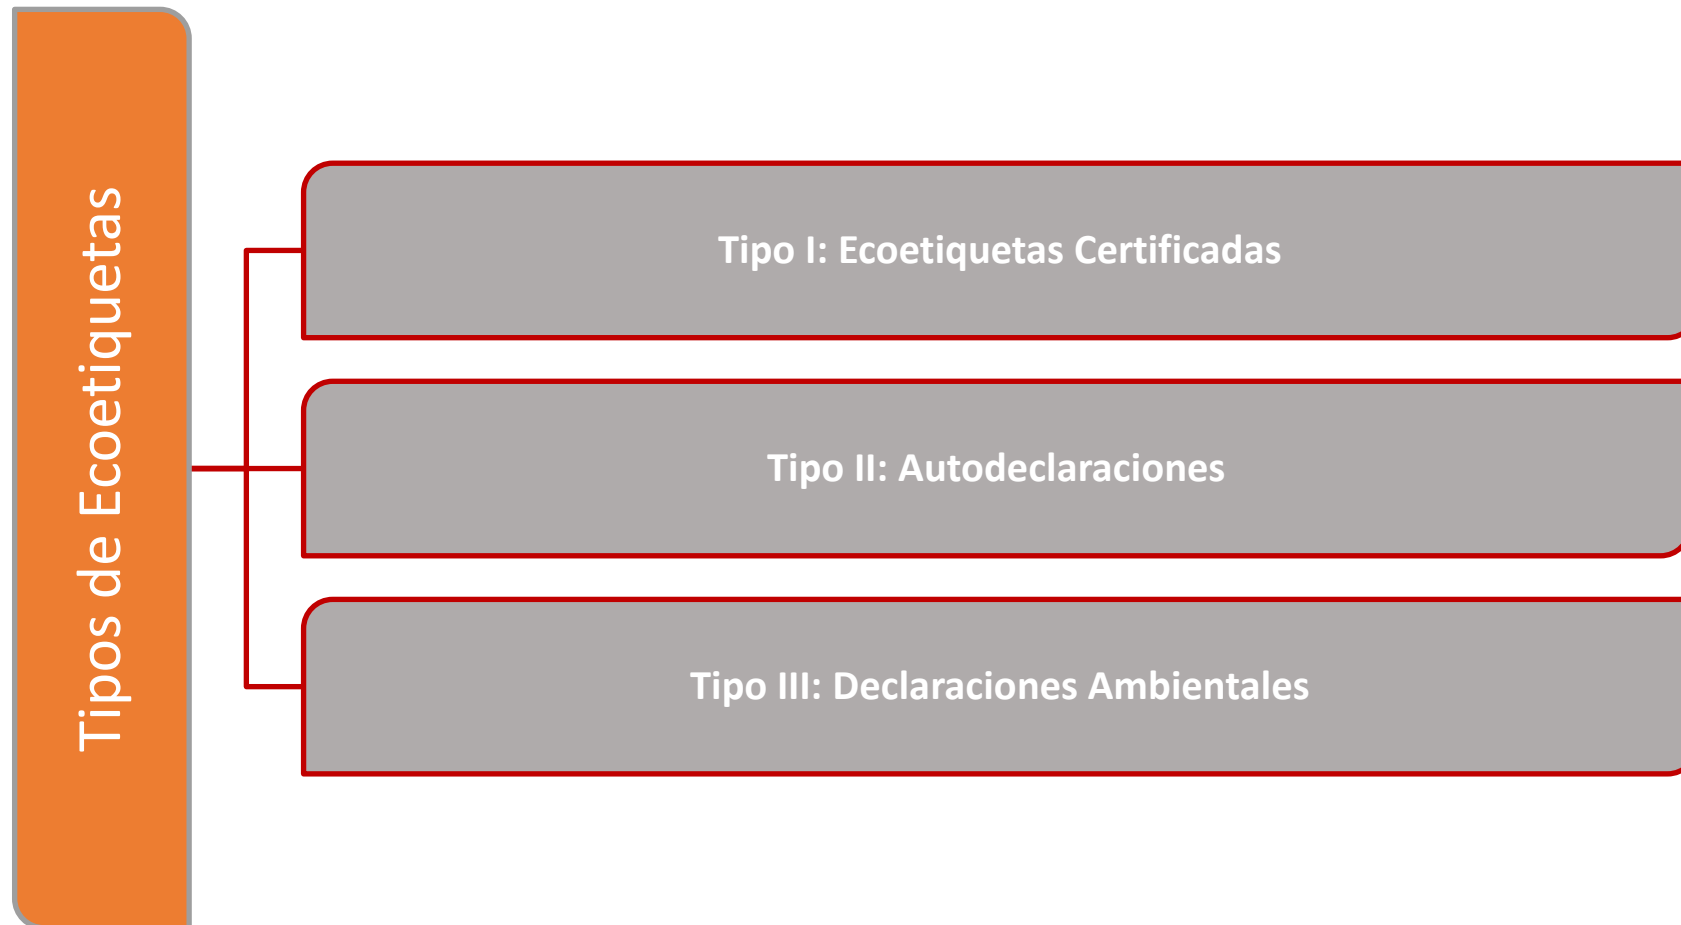 Tipos de Ecoetiquetas
Tipo I: Ecoetiquetas Certificadas
Tipo II: Autodeclaraciones
Tipo III: Declaraciones Ambientales